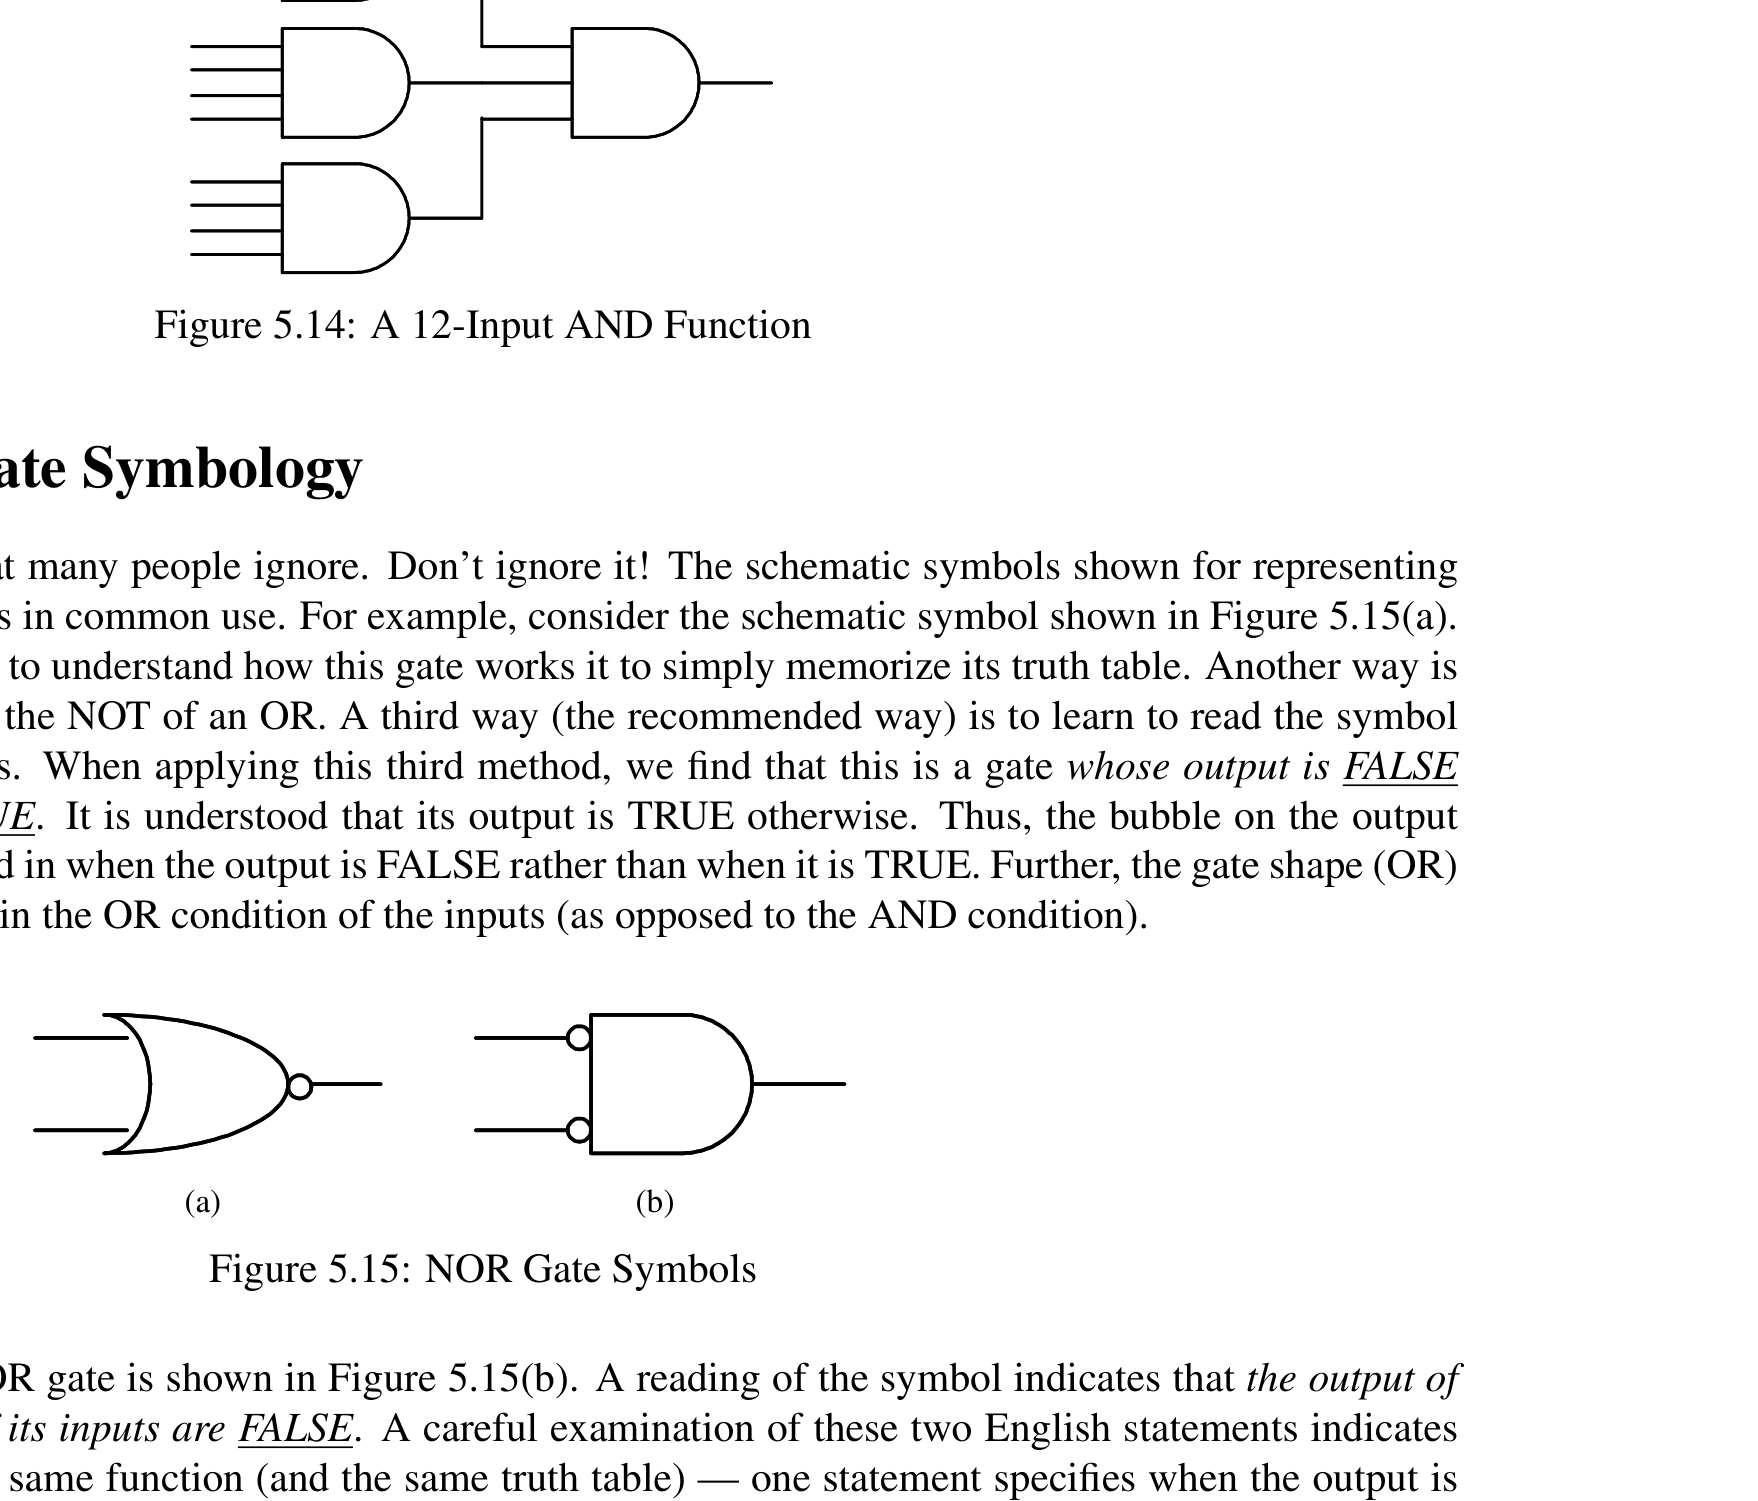 Figure 5.14: A 12-Input AND Function
Symbology
many people ignore. Don't ignore it! The schematic symbols shown for representing
in common use. For example, consider the schematic symbol shown in Figure 5.15(a).
to understand how this gate works it to simply memorize its truth table. Another way is
the NOT of an OR. A third way (the recommended way) is to learn to read the symbol
When applying this third method, we find that this is a gate whose output is FALSE
It is understood that its output is TRUE otherwise. Thus, the bubble on the output
in when the output is FALSE rather than when it is TRUE. Further, the gate shape (OR)
in the OR condition of the inputs (as opposed to the AND condition).
(a) (b)
Figure 5.15: NOR Gate Symbols
gate is shown in Figure 5.15(b). A reading of the symbol indicates that the output of
its inputs are FALSE. A careful examination of these two English statements indicates
same function (and the same truth table) — one statement specifies when the output is